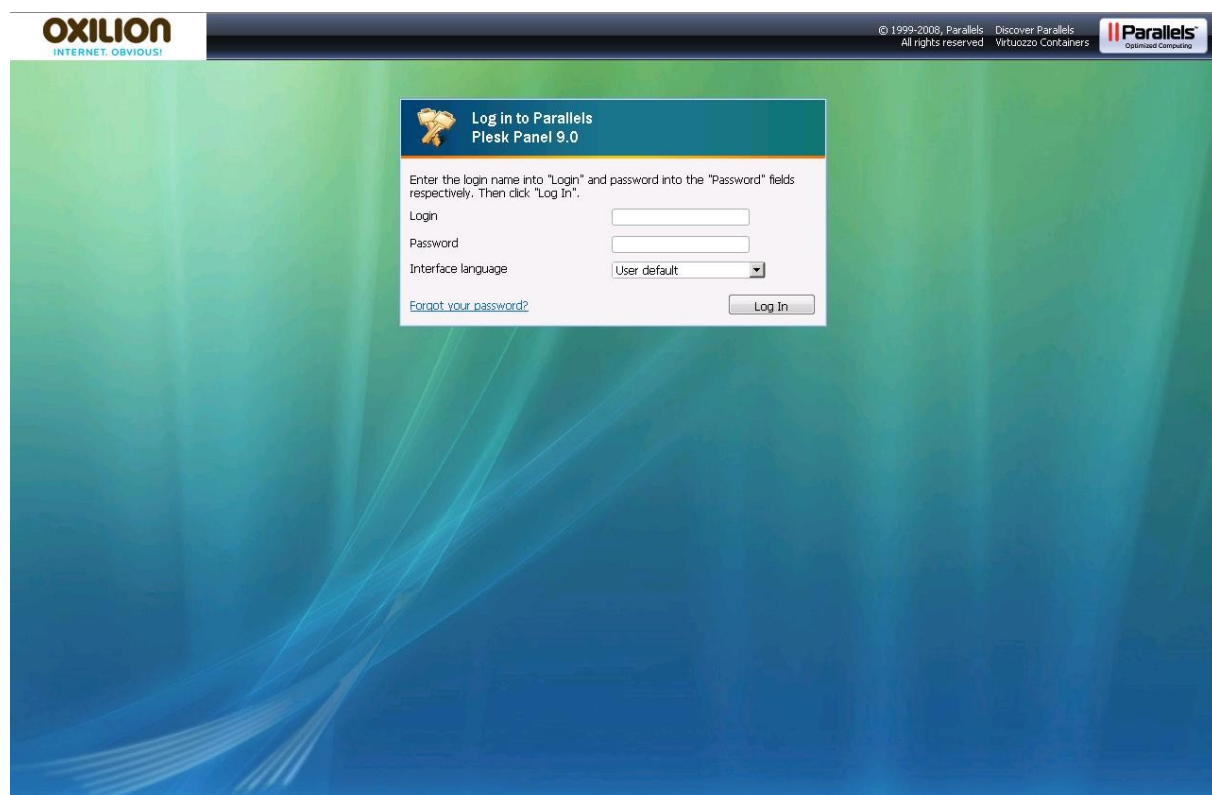 OXILION
INTERNET. OBVIOUS!
© 1999-2008, Parallels Discover Parallels
All rights reserved Virtuozzo Containers
Parallels™
Optimized Computing
Log in to Parallels
Plesk Panel 9.0
Enter the login name into "Login" and password into the "Password" fields
respectively. Then click "Log In".
Login
Password
Interface language User default
Forgot your password? Log In